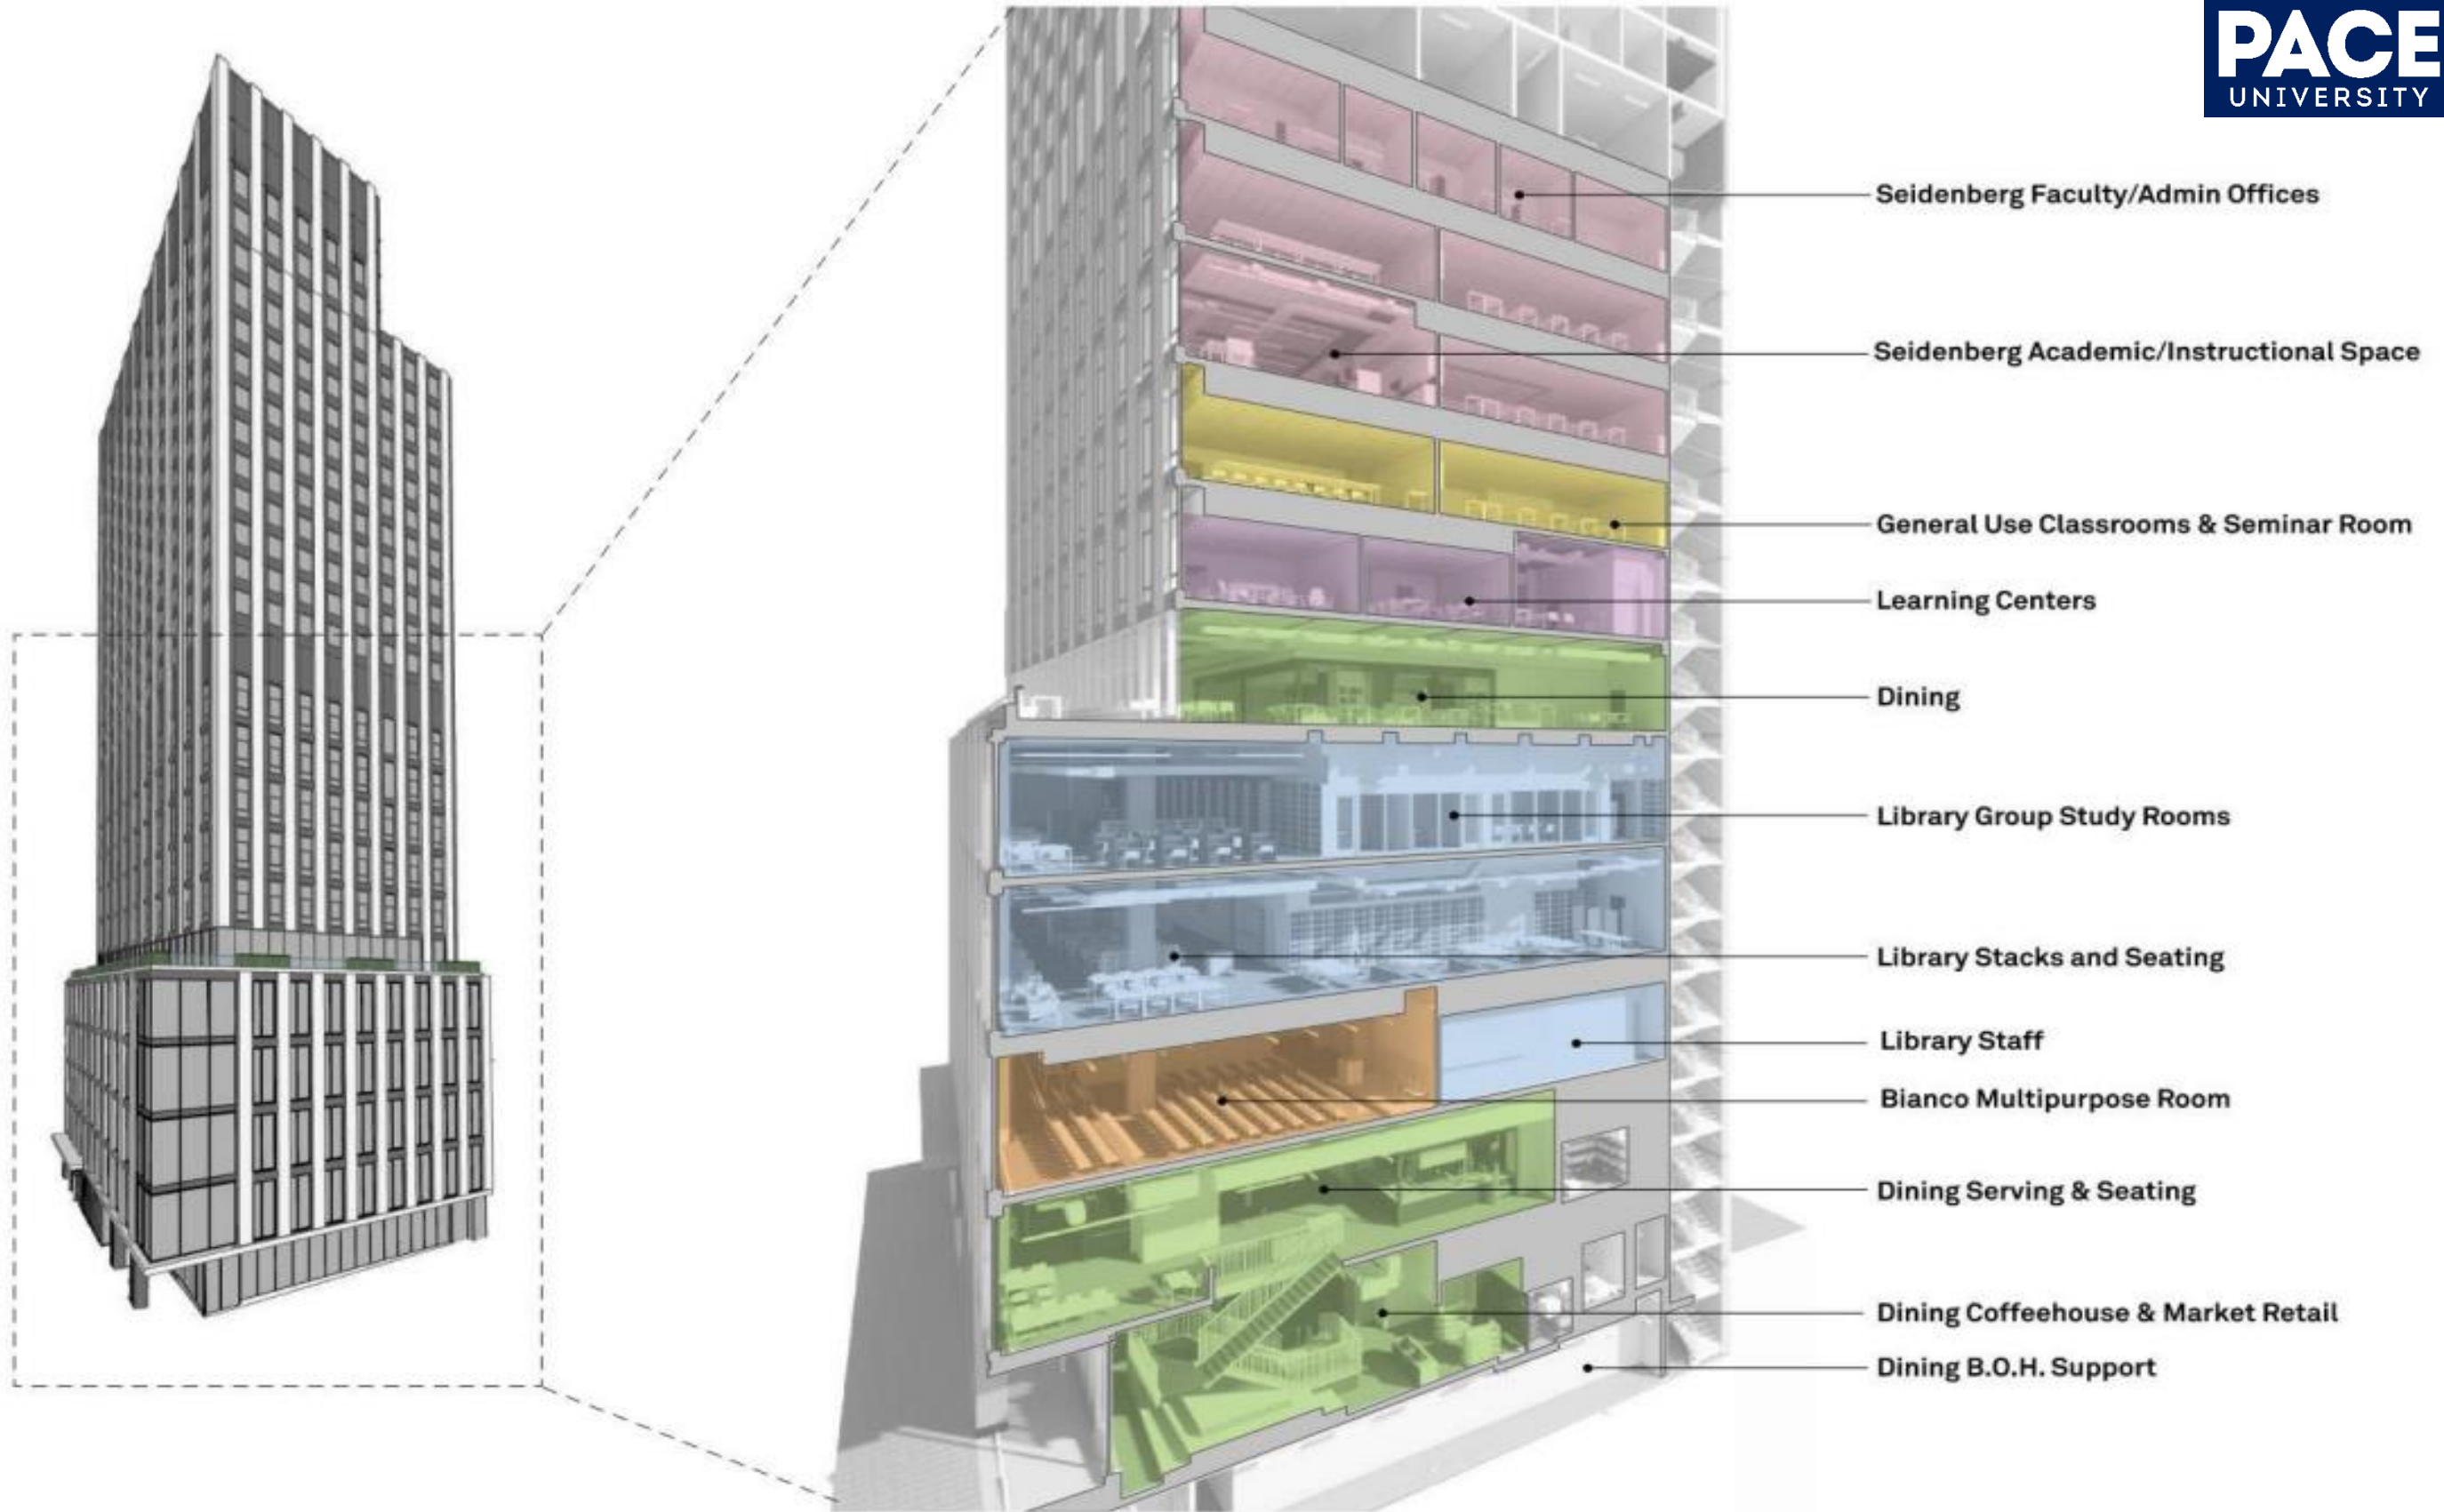 PACE
UNIVERSITY
Seidenberg Faculty/Admin Offices
Seidenberg Academic/Instructional Space
General Use Classrooms & Seminar Room
Learning Centers
Dining
Library Group Study Rooms
Library Stacks and Seating
Library Staff
Bianco Multipurpose Room
Dining Serving & Seating
Dining Coffeehouse & Market Retail
Dining B.O.H. Support